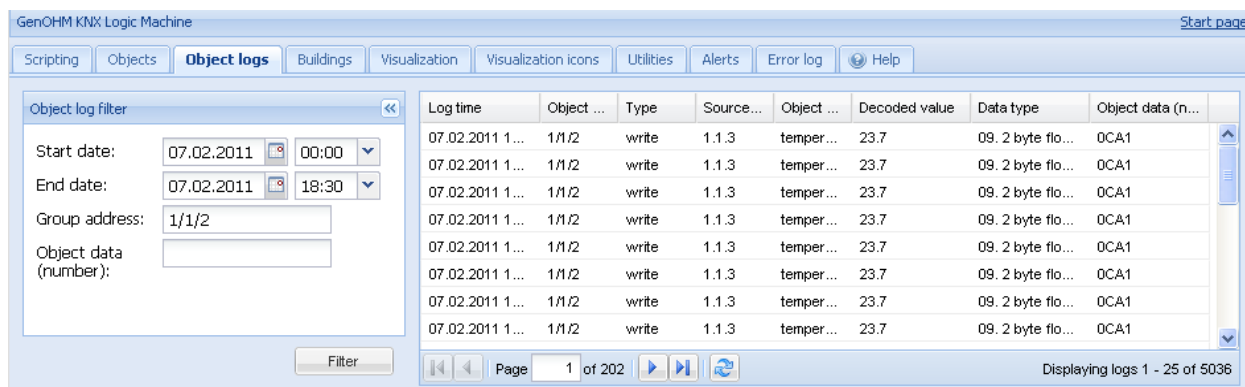 GenOHM KNX Logic Machine Start page
Scripting Objects Object logs Buildings Visualization Visualization icons Utilities Alerts Error log Help
Object log filter
Start date: 07.02.2011 00:00
End date: 07.02.2011 18:30
Group address: 1/1/2
Object data
(number):
Filter
Log time Object ... Type Source... Object ... Decoded value Data type Object data (n...
07.02.2011 1... 1/1/2 write 1.1.3 temper... 23.7 09. 2 byte flo... 0CA1
07.02.2011 1... 1/1/2 write 1.1.3 temper... 23.7 09. 2 byte flo... 0CA1
07.02.2011 1... 1/1/2 write 1.1.3 temper... 23.7 09. 2 byte flo... 0CA1
07.02.2011 1... 1/1/2 write 1.1.3 temper... 23.7 09. 2 byte flo... 0CA1
07.02.2011 1... 1/1/2 write 1.1.3 temper... 23.7 09. 2 byte flo... 0CA1
07.02.2011 1... 1/1/2 write 1.1.3 temper... 23.7 09. 2 byte flo... 0CA1
07.02.2011 1... 1/1/2 write 1.1.3 temper... 23.7 09. 2 byte flo... 0CA1
07.02.2011 1... 1/1/2 write 1.1.3 temper... 23.7 09. 2 byte flo... 0CA1
Page 1 of 202 Displaying logs 1 - 25 of 5036